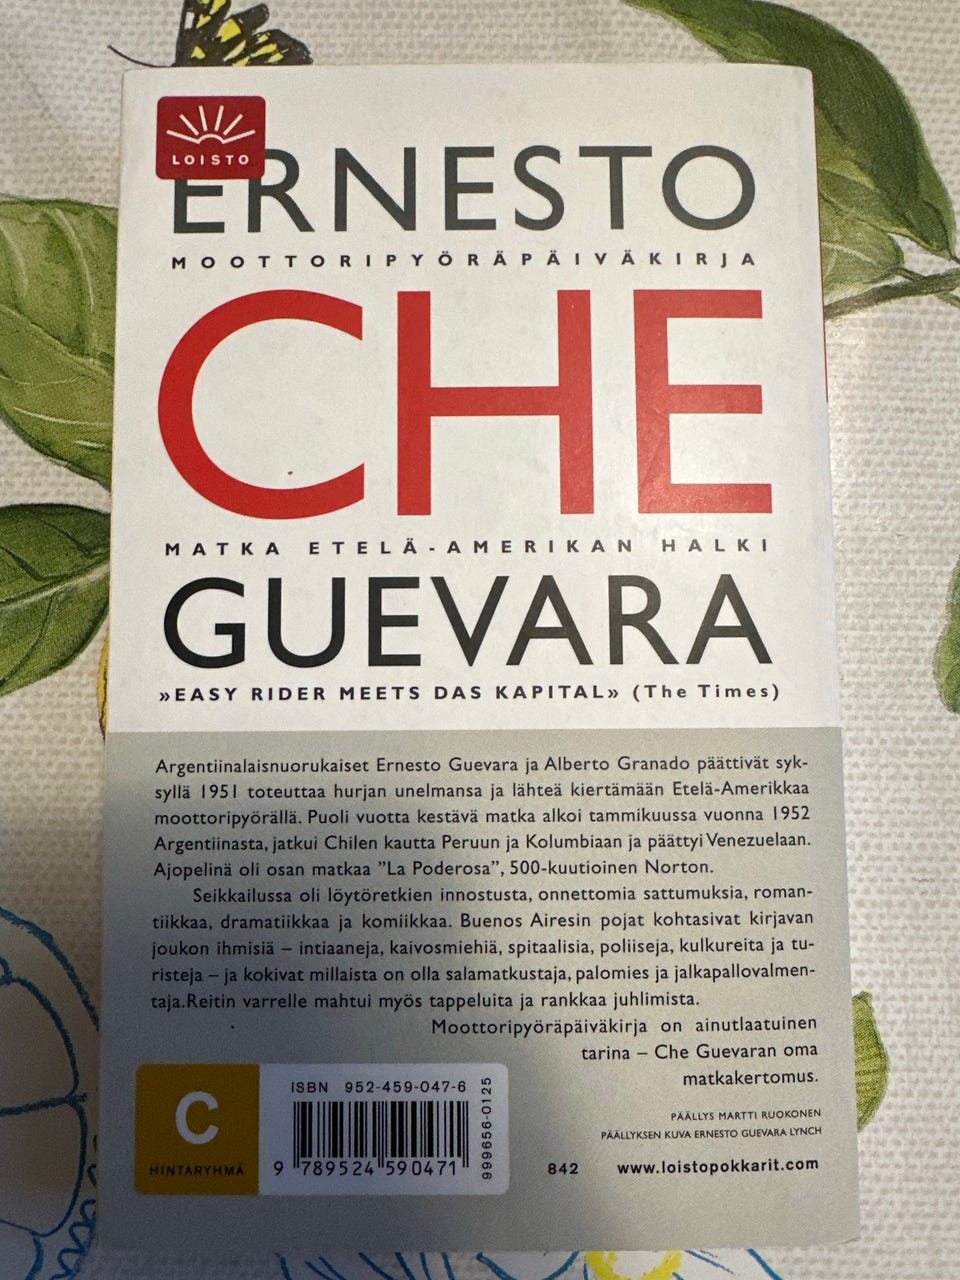 LOISTO
ERNESTO
MOOTTORIPYÖRÄPÄIVÄKIRJA
CHE
MATKA ETELÄ-AMERIKAN HALKI
GUEVARA
»EASY RIDER MEETS DAS KAPITAL» (The Times)
Argentiinalaisnuorukaiset Ernesto Guevara ja Alberto Granado päättivät syk-
syllä 1951 toteuttaa hurjan unelmansa ja lähteä kiertämään Etelä-Amerikkaa
moottoripyörällä. Puoli vuotta kestävä matka alkoi tammikuussa vuonna 1952
Argentiinasta, jatkui Chilen kautta Peruun ja Kolumbiaan ja päättyi Venezuelaan.
Ajopelinä oli osan matkaa ”La Poderosa”, 500-kuutioinen Norton.
Seikkailussa oli löytöretkien innostusta, onnettomia sattumuksia, roman-
tiikkaa, dramatiikkaa ja komiikkaa. Buenos Airesin pojat kohtasivat kirjavan
joukon ihmisiä – intiaaneja, kaivosmiehiä, spitaalisia, poliiseja, kulkureita ja tu-
risteja – ja kokivat millaista on olla salamatkustaja, palomies ja jalkapallovalmen-
taja.Reitin varrelle mahtui myös tappeluita ja rankkaa juhlimista.
Moottoripyöräpäiväkirja on ainutlaatuinen
tarina – Che Guevaran oma
matkakertomus.
PÄÄLLYS MARTTI RUOKONEN
PÄÄLLYKSEN KUVA ERNESTO GUEVARA LYNCH
842 www.loistopokkarit.com
C
HINTARYHMÄ
ISBN 952-459-047-6
9 789524 590471
999656-0125